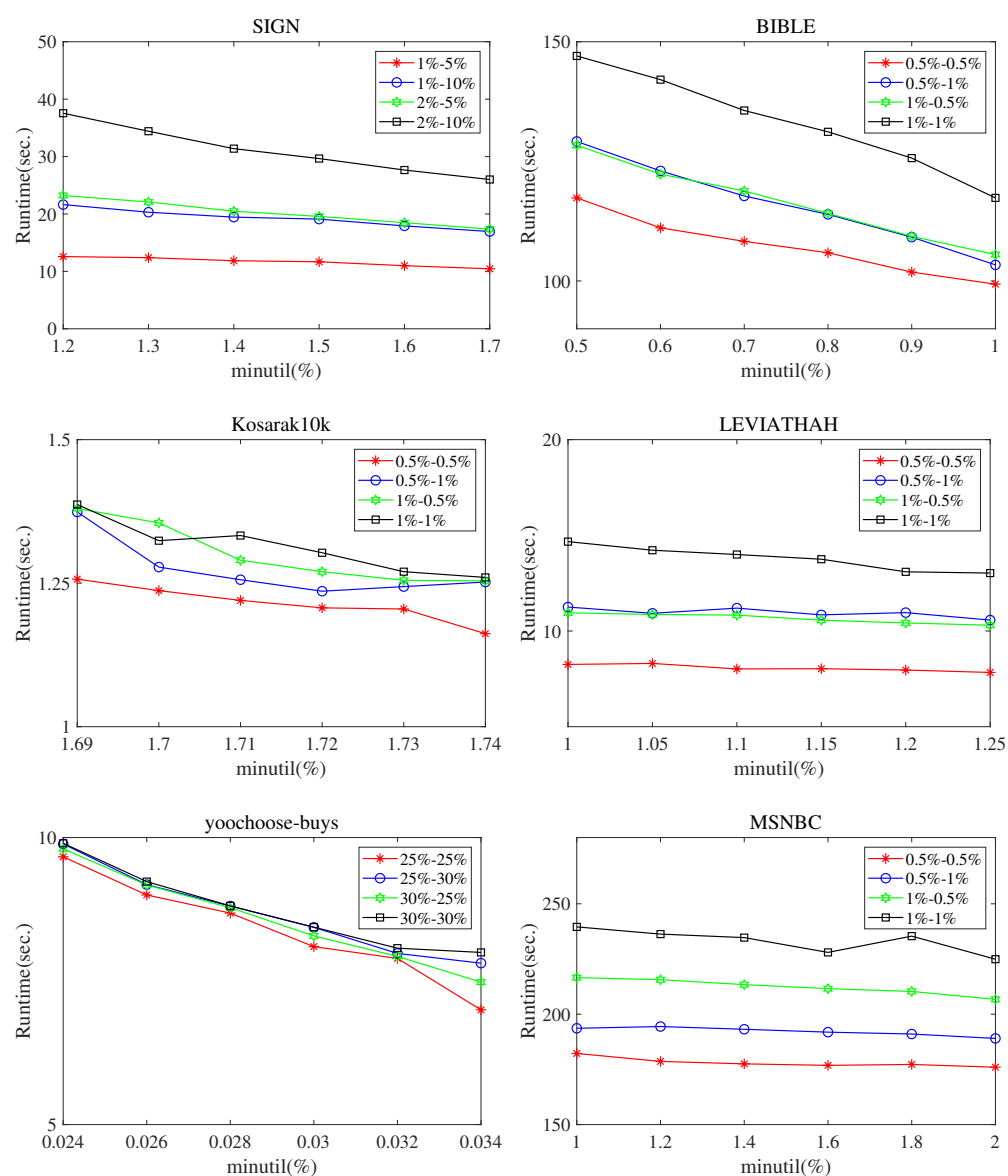 SIGN
50
40
30
20
10
0
Runtime(sec.)
1%-5%
1%-10%
2%-5%
2%-10%
1.2 1.3 1.4 1.5 1.6 1.7
minutil(%)
BIBLE
150
100
Runtime(sec.)
0.5%-0.5%
0.5%-1%
1%-0.5%
1%-1%
0.5 0.6 0.7 0.8 0.9 1
minutil(%)
Kosarak10k
1.5
1.25
1
Runtime(sec.)
0.5%-0.5%
0.5%-1%
1%-0.5%
1%-1%
1.69 1.7 1.71 1.72 1.73 1.74
minutil(%)
LEVIATHAH
20
10
Runtime(sec.)
0.5%-0.5%
0.5%-1%
1%-0.5%
1%-1%
1 1.05 1.1 1.15 1.2 1.25
minutil(%)
yoochoose-buys
10
5
Runtime(sec.)
25%-25%
25%-30%
30%-25%
30%-30%
0.024 0.026 0.028 0.03 0.032 0.034
minutil(%)
MSNBC
250
200
150
Runtime(sec.)
0.5%-0.5%
0.5%-1%
1%-0.5%
1%-1%
1 1.2 1.4 1.6 1.8 2
minutil(%)